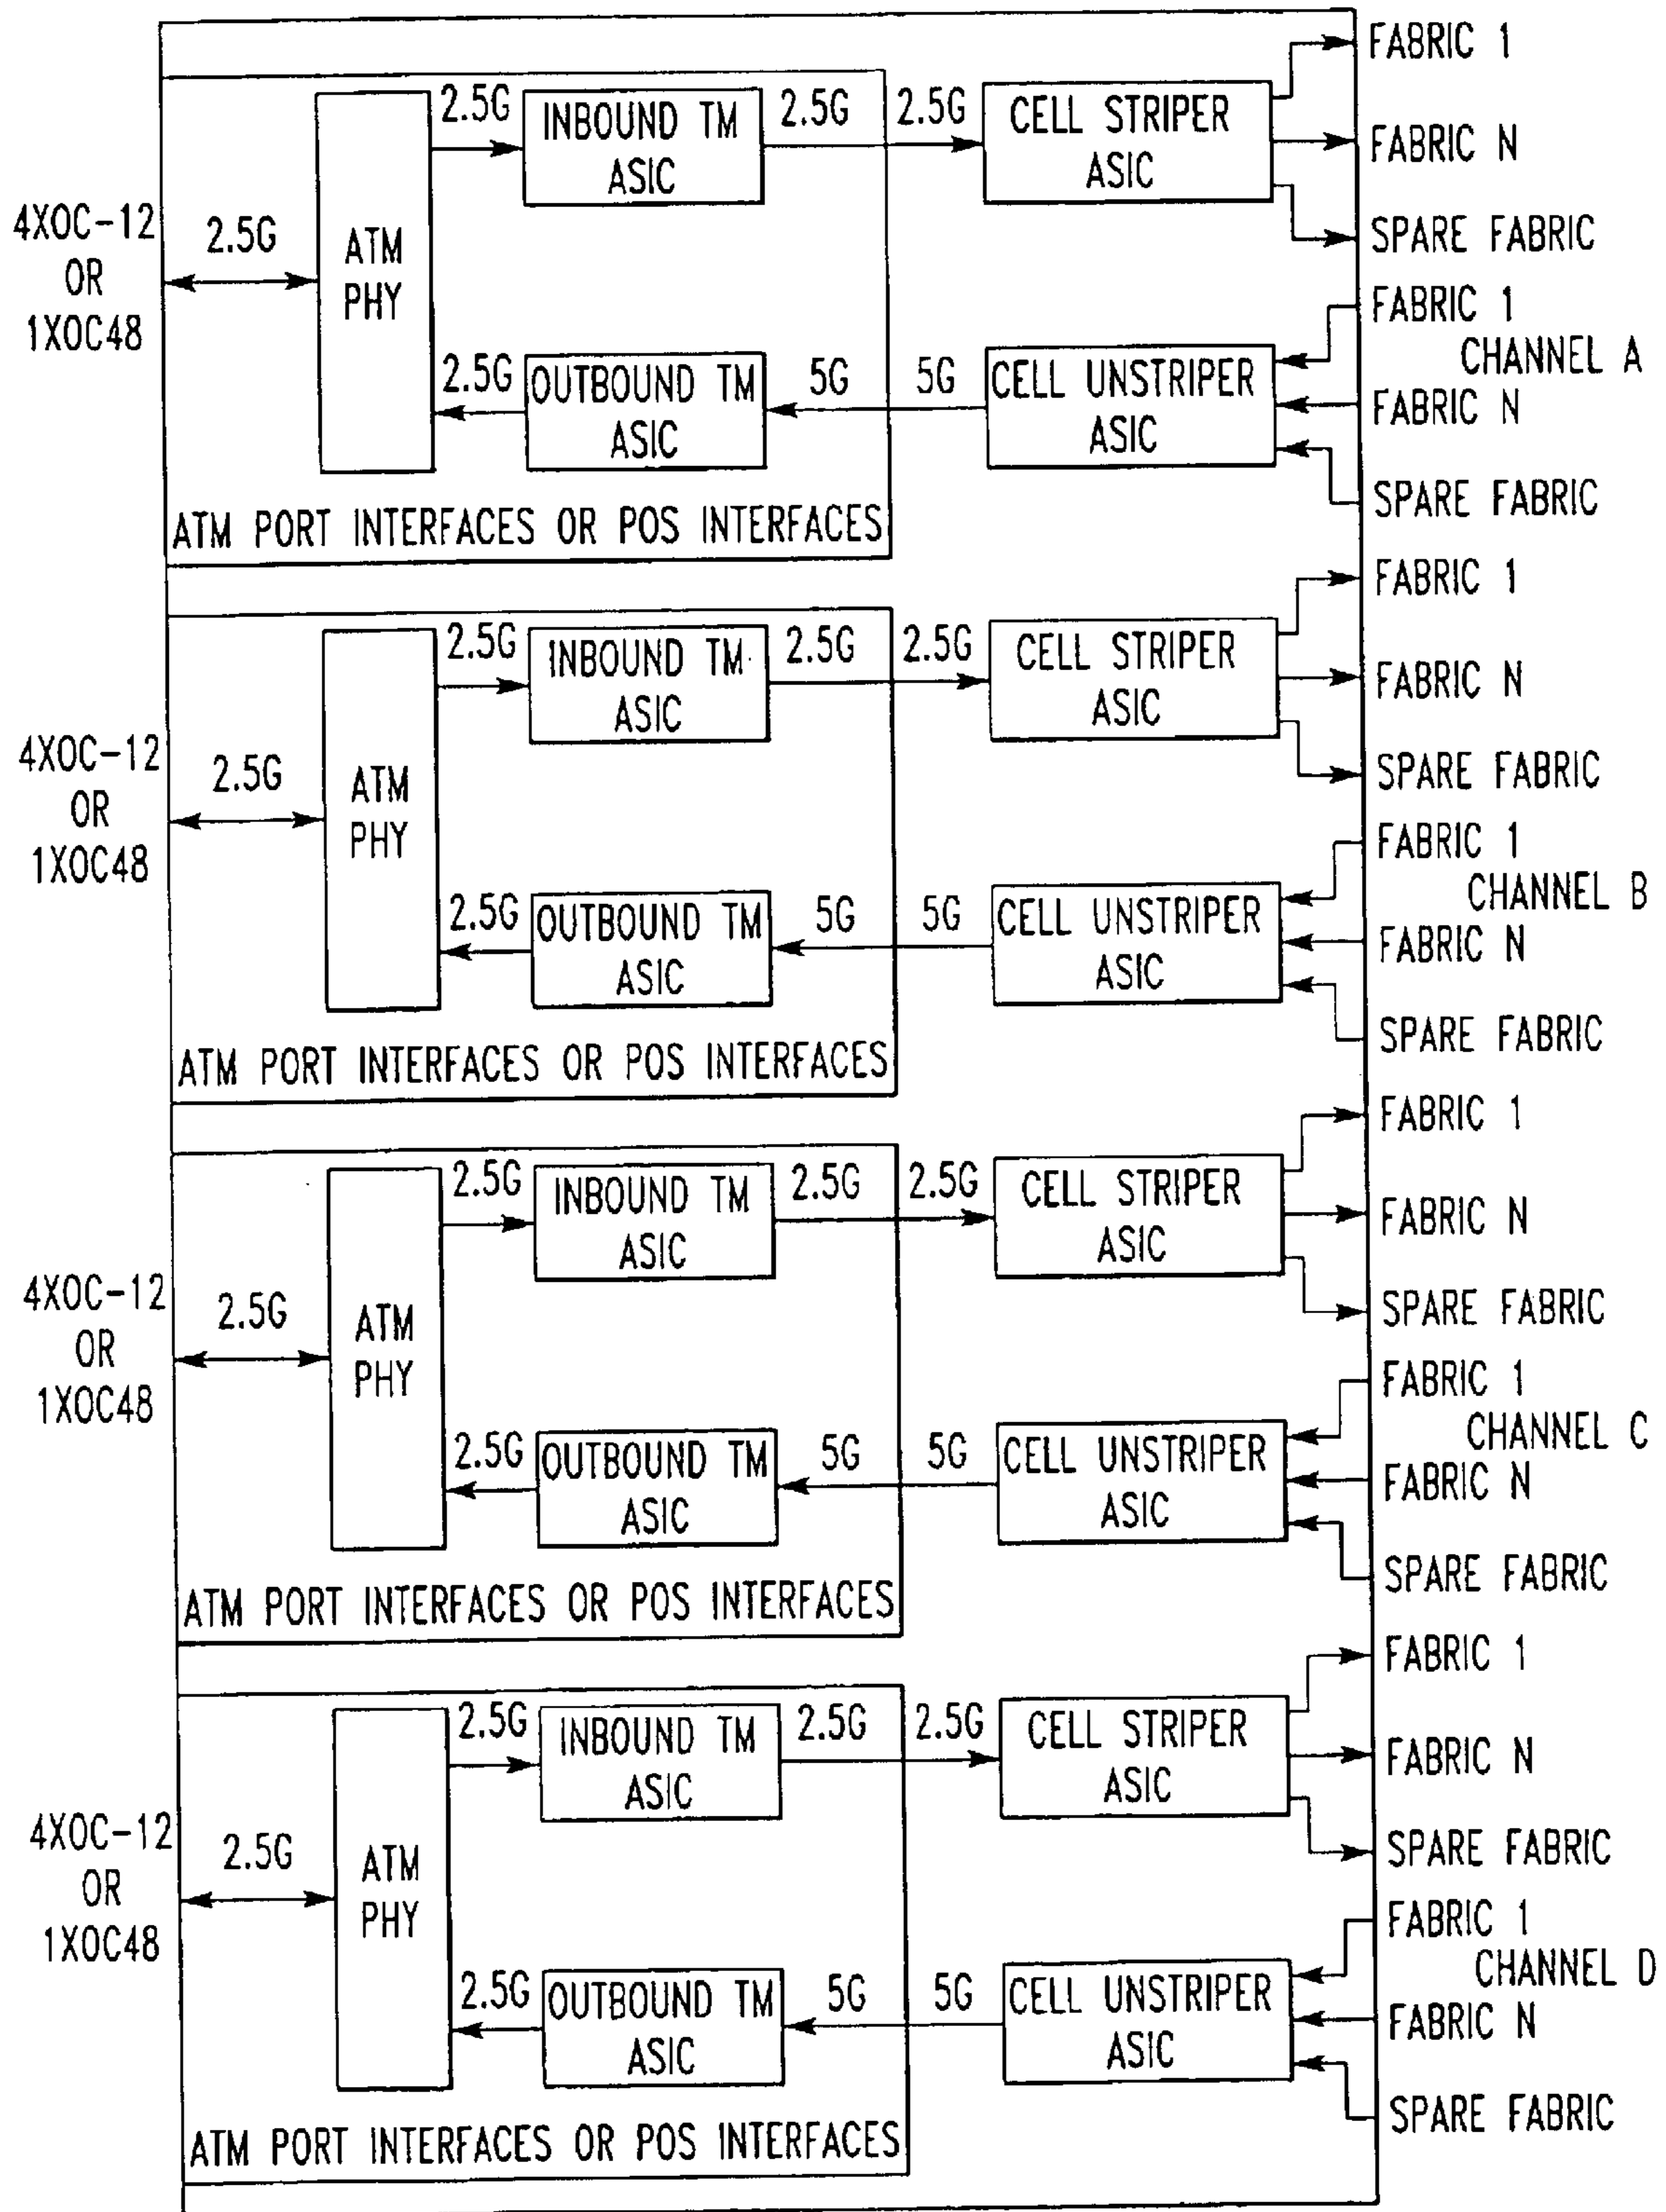 FABRIC 1
2.5G
INBOUND TM
ASIC
2.5G
2.5G
CELL STRIPER
ASIC
FABRIC N
4XOC-12
OR
1XOC48
2.5G
ATM
PHY
SPARE FABRIC
FABRIC 1
CHANNEL A
2.5G
OUTBOUND TM
ASIC
5G
5G
CELL UNSTRIPER
ASIC
FABRIC N
SPARE FABRIC
ATM PORT INTERFACES OR POS INTERFACES
FABRIC 1
2.5G
INBOUND TM
ASIC
2.5G
2.5G
CELL STRIPER
ASIC
FABRIC N
4XOC-12
OR
1XOC48
2.5G
ATM
PHY
SPARE FABRIC
FABRIC 1
CHANNEL B
2.5G
OUTBOUND TM
ASIC
5G
5G
CELL UNSTRIPER
ASIC
FABRIC N
SPARE FABRIC
ATM PORT INTERFACES OR POS INTERFACES
FABRIC 1
2.5G
INBOUND TM
ASIC
2.5G
2.5G
CELL STRIPER
ASIC
FABRIC N
4XOC-12
OR
1XOC48
2.5G
ATM
PHY
SPARE FABRIC
FABRIC 1
CHANNEL C
2.5G
OUTBOUND TM
ASIC
5G
5G
CELL UNSTRIPER
ASIC
FABRIC N
SPARE FABRIC
ATM PORT INTERFACES OR POS INTERFACES
FABRIC 1
2.5G
INBOUND TM
ASIC
2.5G
2.5G
CELL STRIPER
ASIC
FABRIC N
4XOC-12
OR
1XOC48
2.5G
ATM
PHY
SPARE FABRIC
FABRIC 1
CHANNEL D
2.5G
OUTBOUND TM
ASIC
5G
5G
CELL UNSTRIPER
ASIC
FABRIC N
SPARE FABRIC
ATM PORT INTERFACES OR POS INTERFACES